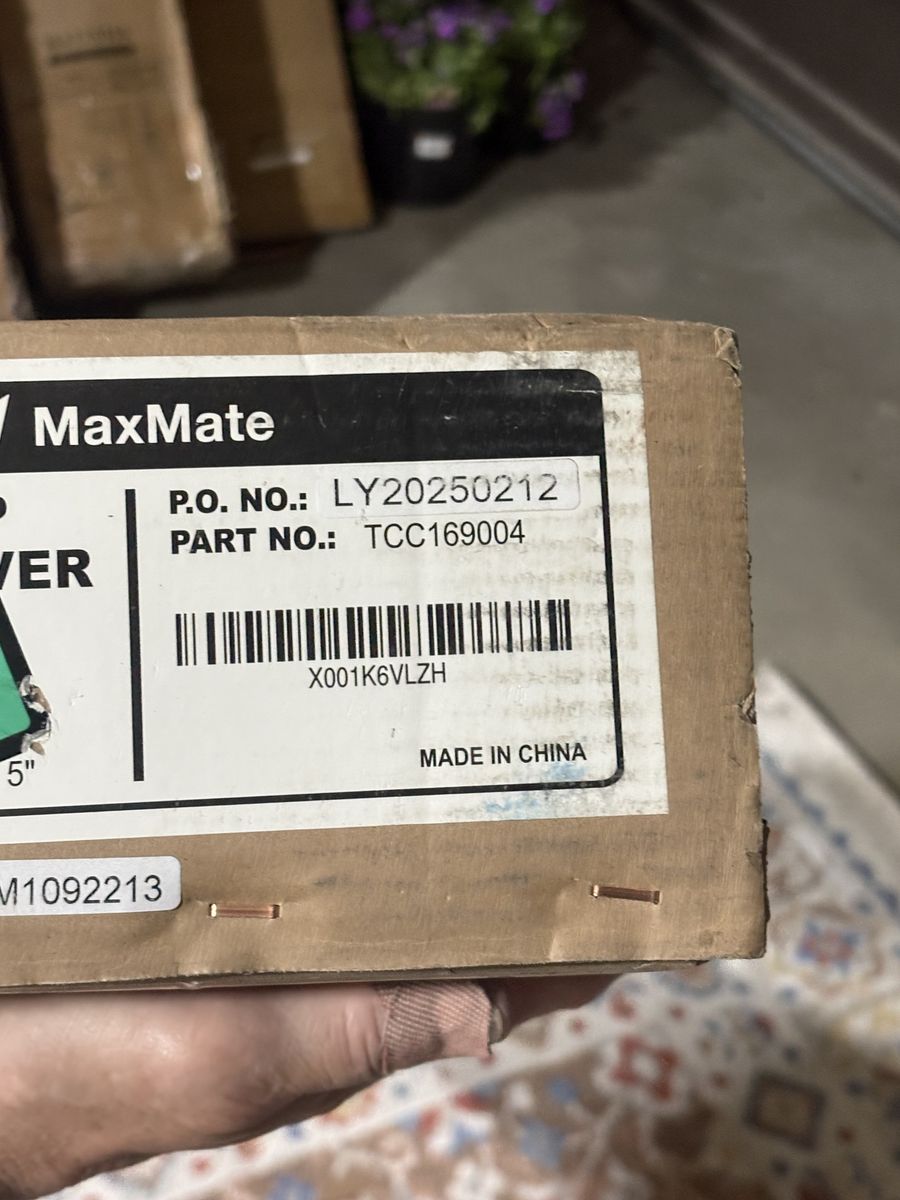 MaxMate
P.O. NO.: LY20250212
VER
PART NO.: TCC169004
X001K6VLZH
5"
MADE IN CHINA
M1092213